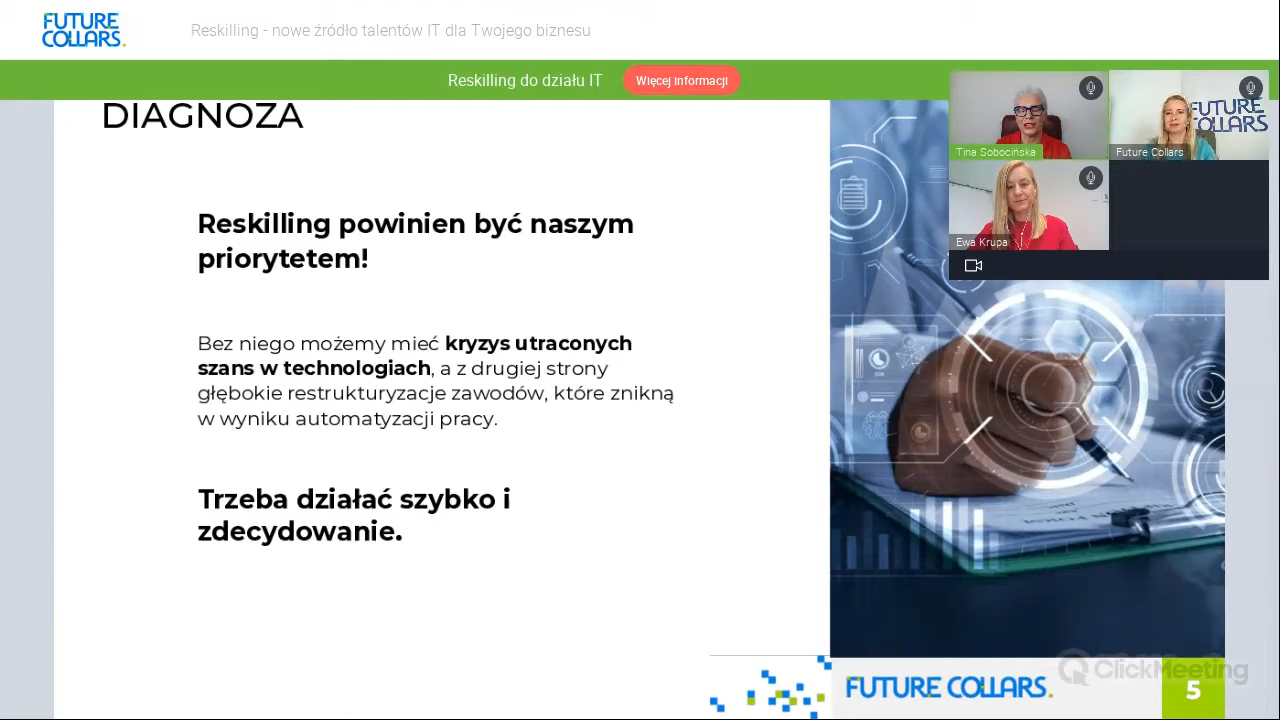 FUTURE
COLLARS.
Reskilling - nowe źródło talentów IT dla Twojego biznesu
Reskilling do działu IT
Więcej informacji
DIAGNOZA
Tina Sobocińska
FUTURE
COLLARS
Future Collars
Ewa Krupa
Reskilling powinien być naszym
priorytetem!
Bez niego możemy mieć kryzys utraconych
szans w technologiach, a z drugiej strony
głębokie restrukturyzacje zawodów, które znikną
w wyniku automatyzacji pracy.
Trzeba działać szybko i
zdecydowanie.
FUTURE COLLARS.
ClickMeeting
5